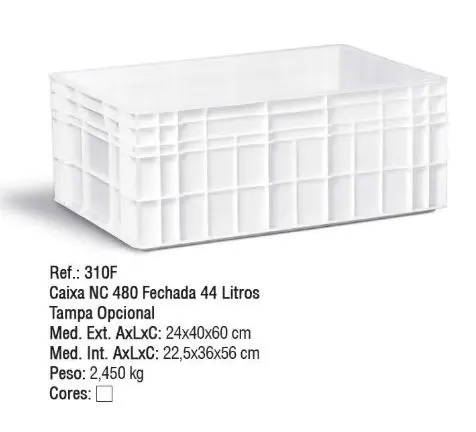 Ref.: 310F
Caixa NC 480 Fechada 44 Litros
Tampa Opcional
Med. Ext. AxLxC: 24x40x60 cm
Med. Int. AxLxC: 22,5x36x56 cm
Peso: 2,450 kg
Cores: